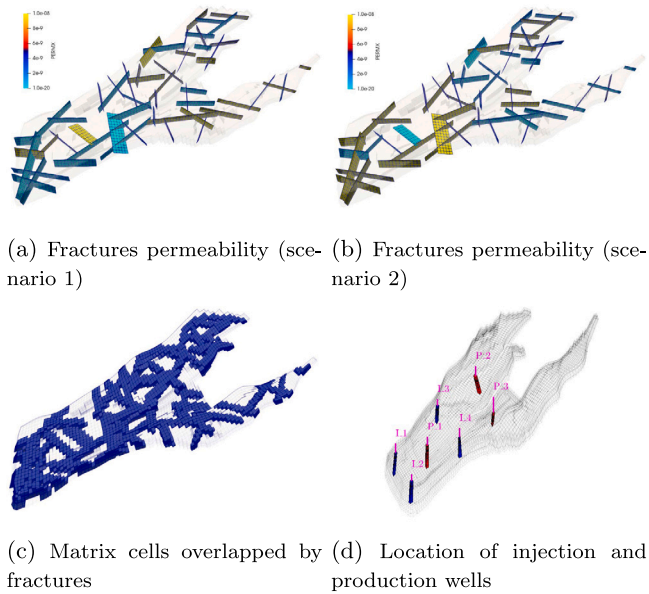 1.0e-08
8e-9
6e-9
4e-9
2e-9
1.0e-20
PERMX
1.0e-08
8e-9
6e-9
4e-9
2e-9
1.0e-20
PERMX
(a) Fractures permeability (sce-
nario 1)
(b) Fractures permeability (sce-
nario 2)
P.2
I.3
P.3
I.1
P.1
I.4
I.2
(c) Matrix cells overlapped by
fractures
(d) Location of injection and
production wells